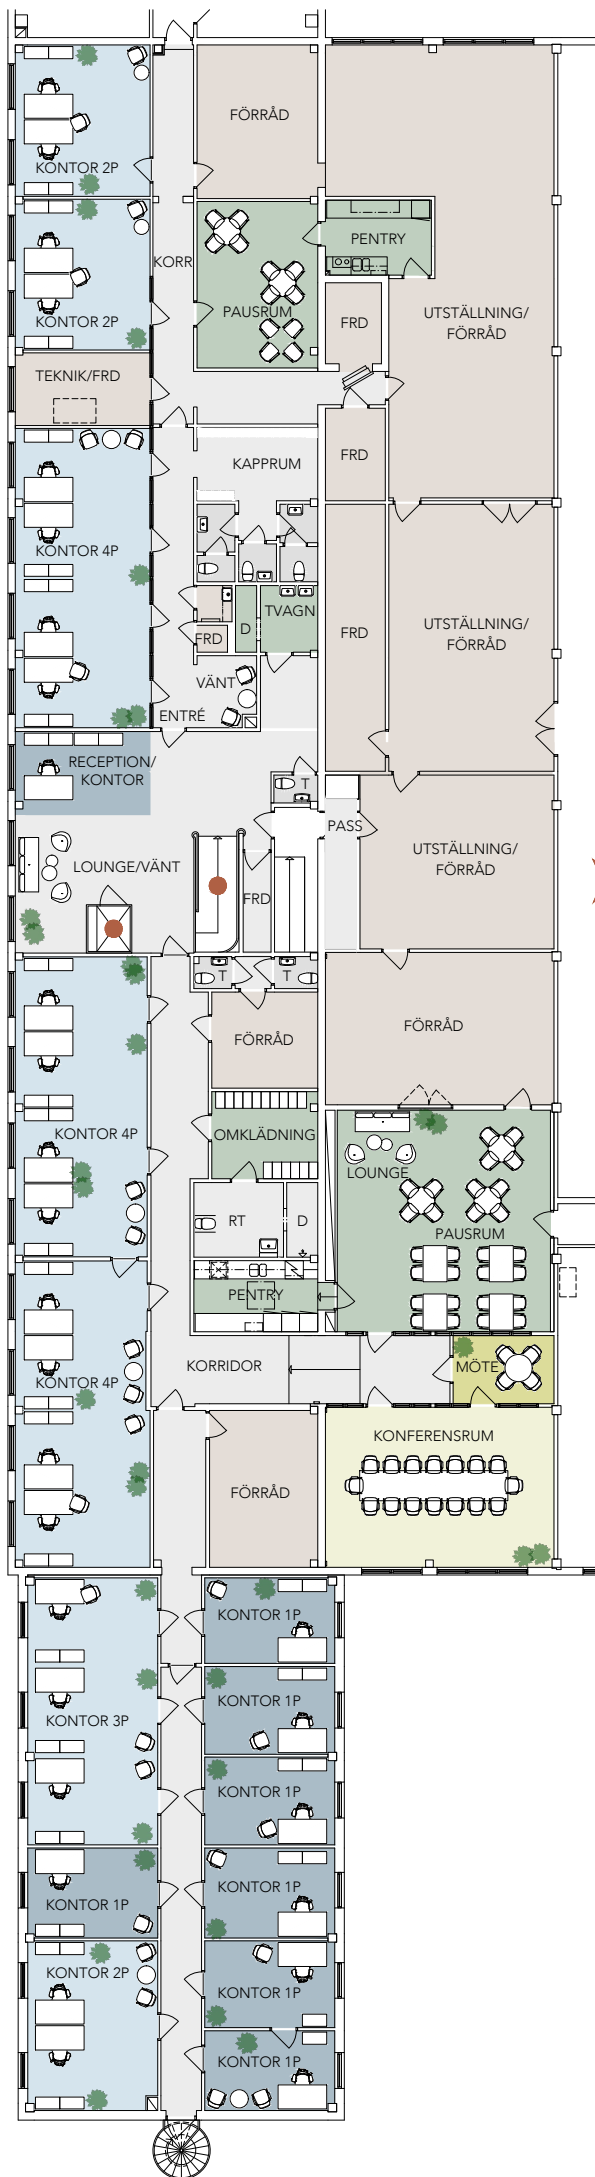 FÖRRÅD
KONTOR 2P
PENTRY
KORR
PAUSRUM
UTSTÄLLNING/
FÖRRÅD
KONTOR 2P
FRD
TEKNIK/FRD
KAPPRUM
FRD
KONTOR 4P
TVAGN
D
FRD
FRD
UTSTÄLLNING/
FÖRRÅD
VÄNT
ENTRÉ
RECEPTION/
KONTOR
T
PASS
UTSTÄLLNING/
FÖRRÅD
LOUNGE/VÄNT
FRD
T
T
FÖRRÅD
FÖRRÅD
KONTOR 4P
OMKLÄDNING
LOUNGE
RT
D
PAUSRUM
PENTRY
KORRIDOR
MÖTE
KONTOR 4P
KONFERENSRUM
FÖRRÅD
KONTOR 1P
KONTOR 1P
KONTOR 3P
KONTOR 1P
KONTOR 1P
KONTOR 1P
KONTOR 2P
KONTOR 1P
KONTOR 1P